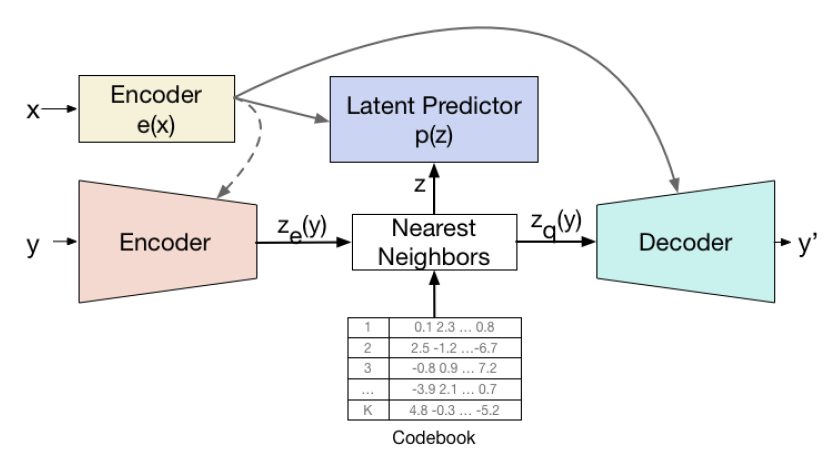 x
Encoder
e(x)
Latent Predictor
p(z)
z
y
Encoder
ze(y)
Nearest
Neighbors
zq(y)
Decoder
y’
1 0.1 2.3 ... 0.8
2 2.5 -1.2 ...-6.7
3 -0.8 0.9 ... 7.2
... -3.9 2.1 ... 0.7
K 4.8 -0.3 ... -5.2
Codebook